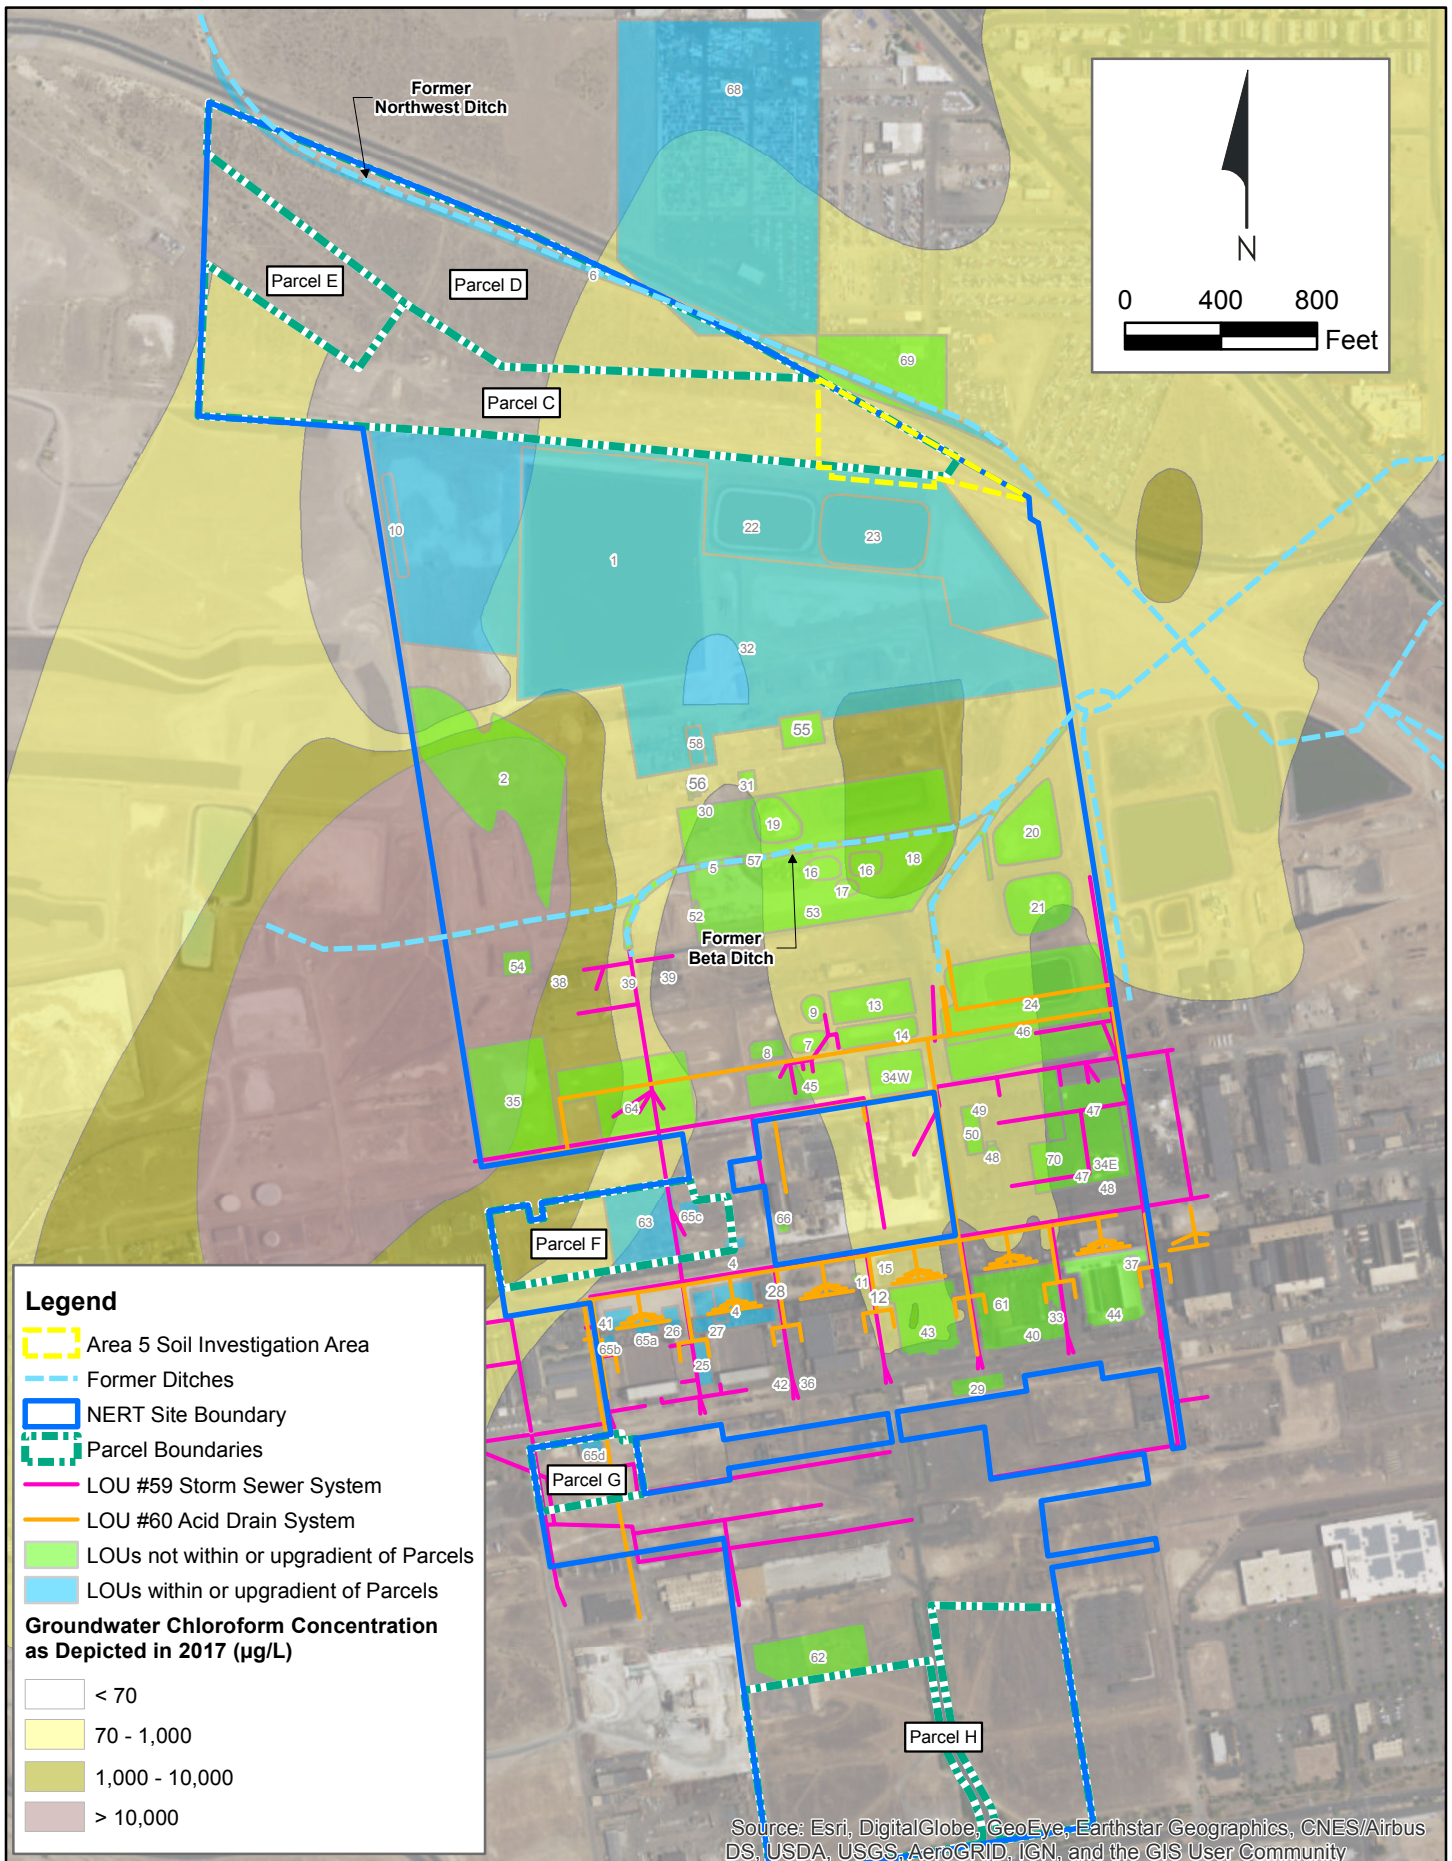 Former
Northwest Ditch
68
N
0 400 800
Feet
Parcel E
Parcel D
6
69
Parcel C
10
22
23
1
32
55
58
2
56
31
30
19
20
57
5
16
16
18
17
21
52
53
Former
Beta Ditch
54
38
39
39
9
13
24
7
14
46
8
34W
45
35
64
49
47
50
48
70
34E
47
48
63
65c
66
Parcel F
4
15
37
11
28
12
4
61
33
41
26
27
65a
43
40
44
65b
25
42
36
29
65d
Parcel G
62
Parcel H
Legend
Area 5 Soil Investigation Area
Former Ditches
NERT Site Boundary
Parcel Boundaries
LOU #59 Storm Sewer System
LOU #60 Acid Drain System
LOUs not within or upgradient of Parcels
LOUs within or upgradient of Parcels
Groundwater Chloroform Concentration
as Depicted in 2017 (µg/L)
< 70
70 - 1,000
1,000 - 10,000
> 10,000
Source: Esri, DigitalGlobe, GeoEye, Earthstar Geographics, CNES/Airbus
DS, USDA, USGS, AeroGRID, IGN, and the GIS User Community